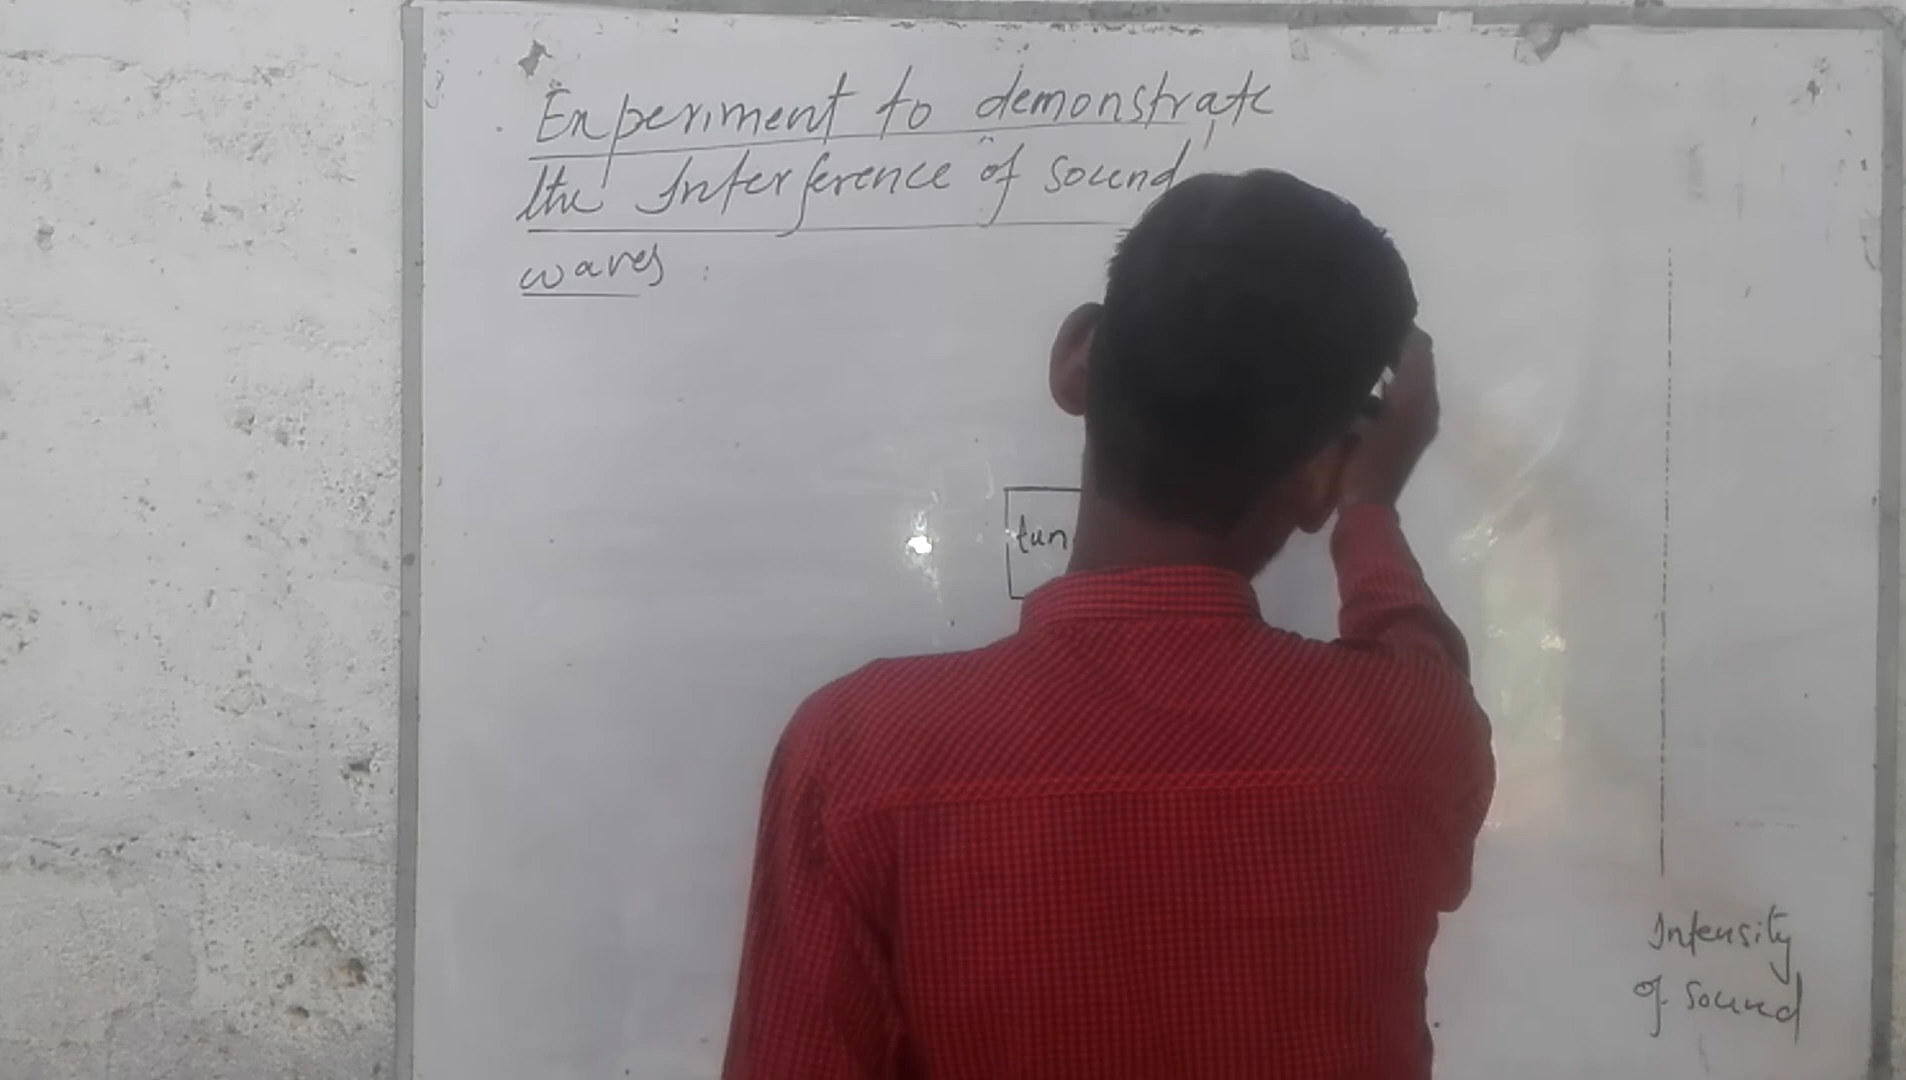 Experiment to demonstrate
the Interference of sound
waves :
tun
Intensity
of sound